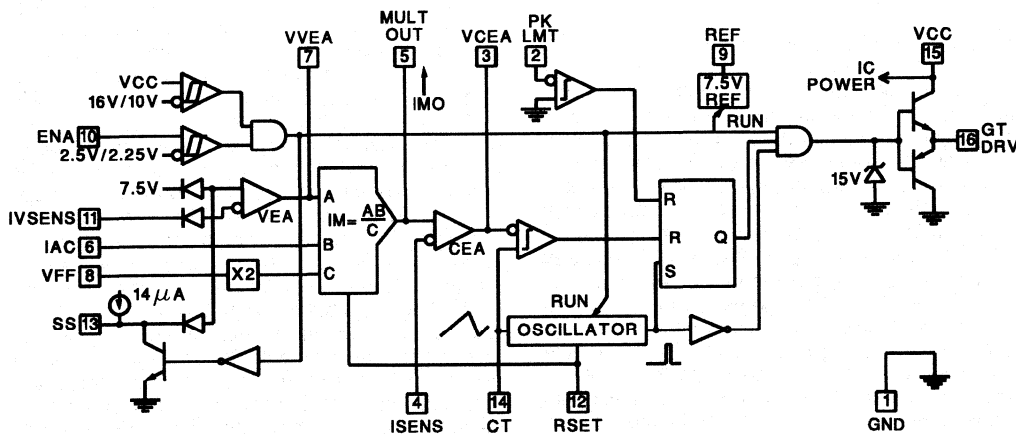 MULT
OUT
5
IMO
VVEA
7
VCEA
3
PK
LMT
2
REF
9
7.5V
REF
RUN
VCC
15
IC
POWER
VCC
16V/10V
ENA 10
2.5V/2.25V
7.5V
IVSENS 11
VEA
IAC 6
VFF 8
X2
A
B
C
IM= AB
C
CEA
R
R
S
Q
15V
16 GT
DRV
14μA
SS 13
RUN
OSCILLATOR
4
ISENS
14
CT
12
RSET
1
GND